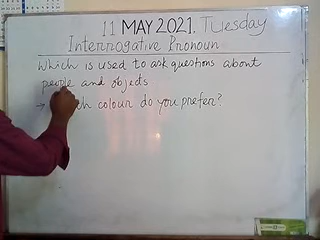 11 MAY 2021. Tuesday
Interrogative Pronoun
Which is used to ask questions about
people and objects
→ colour do you prefer?